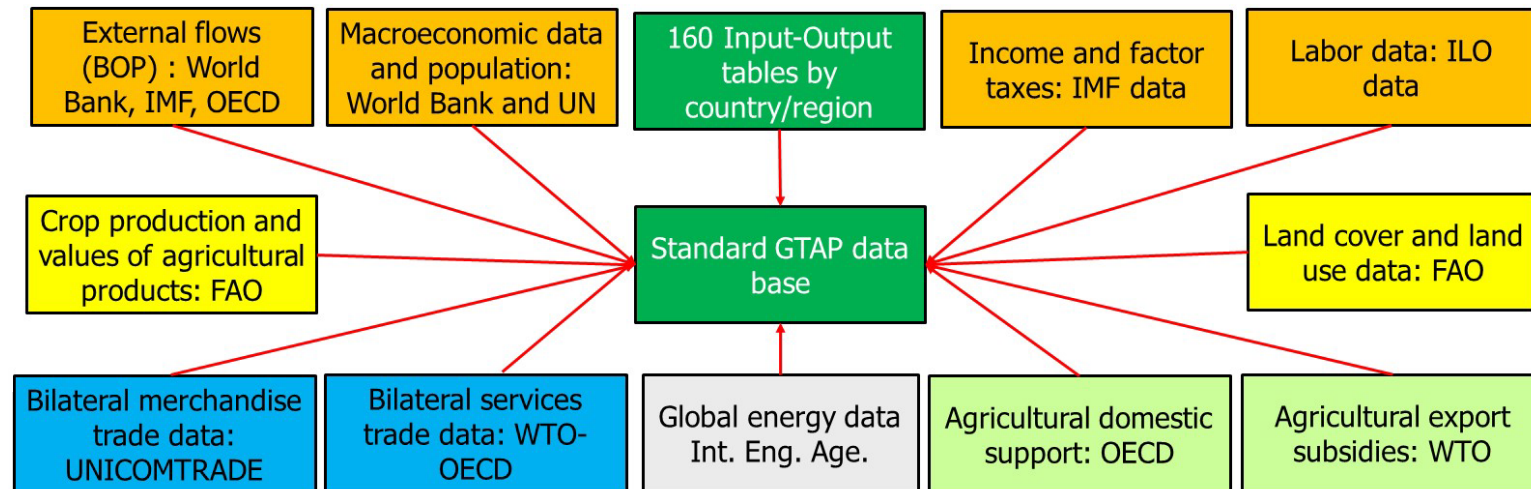 External flows
(BOP) : World
Bank, IMF, OECD
Macroeconomic data
and population:
World Bank and UN
160 Input-Output
tables by
country/region
Income and factor
taxes: IMF data
Labor data: ILO
data
Crop production and
values of agricultural
products: FAO
Standard GTAP data
base
Land cover and land
use data: FAO
Bilateral merchandise
trade data:
UNICOMTRADE
Bilateral services
trade data: WTO-
OECD
Global energy data
Int. Eng. Age.
Agricultural domestic
support: OECD
Agricultural export
subsidies: WTO